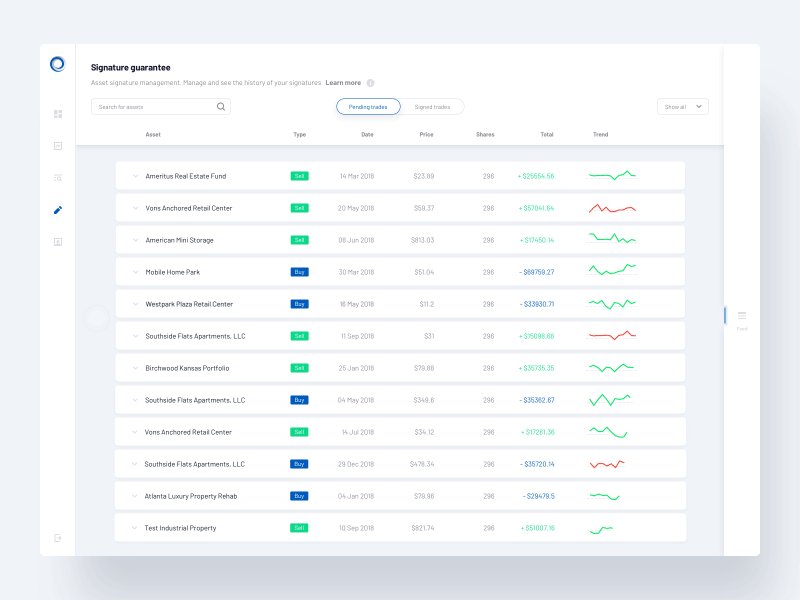 Signature guarantee
Asset signature management. Manage and see the history of your signatures Learn more
Search for assets Pending trades Signed trades Show all
Asset Type Date Price Shares Total Trend
Ameritus Real Estate Fund Sell 14 Mar 2018 $23.89 296 + $25554.56
Vons Anchored Retail Center Sell 20 May 2018 $59.37 296 + $57041.64
American Mini Storage Sell 08 Jun 2018 $813.03 296 + $17450.14
Mobile Home Park Buy 30 Mar 2018 $51.04 296 - $69759.27
Westpark Plaza Retail Center Buy 16 May 2018 $11.2 296 - $33930.71
Southside Flats Apartments, LLC Sell 11 Sep 2018 $31 296 + $15098.68
Birchwood Kansas Portfolio Sell 25 Jan 2018 $79.86 296 + $35735.35
Southside Flats Apartments, LLC Buy 04 May 2018 $349.6 296 - $35362.67
Vons Anchored Retail Center Sell 14 Jul 2018 $34.12 296 + $17281.36
Southside Flats Apartments, LLC Buy 29 Dec 2018 $478.34 296 - $35720.14
Atlanta Luxury Property Rehab Buy 04 Jan 2018 $79.96 296 - $29479.5
Test Industrial Property Sell 10 Sep 2018 $821.74 296 + $51007.16